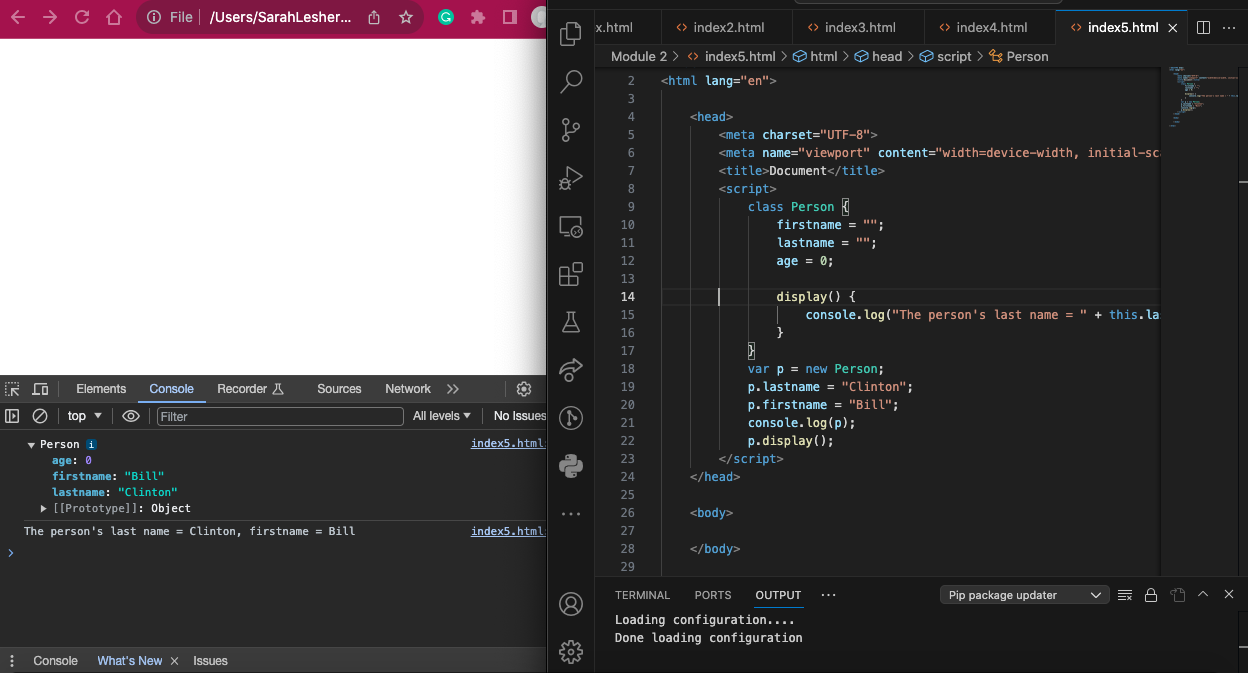 File /Users/SarahLesher...
Elements Console Recorder Sources Network
top Filter All levels No Issues
Person i index5.html:
age: 0
firstname: "Bill"
lastname: "Clinton"
[[Prototype]]: Object
The person's last name = Clinton, firstname = Bill index5.html:
>
Console What's New Issues
x.html index2.html index3.html index4.html index5.html
Module 2 > index5.html > html > head > script > Person
2 <html lang="en">
3
4 <head>
5 <meta charset="UTF-8">
6 <meta name="viewport" content="width=device-width, initial-sc
7 <title>Document</title>
8 <script>
9 class Person {
10 firstname = "";
11 lastname = "";
12 age = 0;
13
14 display() {
15 console.log("The person's last name = " + this.la
16 }
17 }
18 var p = new Person;
19 p.lastname = "Clinton";
20 p.firstname = "Bill";
21 console.log(p);
22 p.display();
23 </script>
24 </head>
25
26 <body>
27
28 </body>
29
TERMINAL PORTS OUTPUT ... Pip package updater
Loading configuration....
Done loading configuration